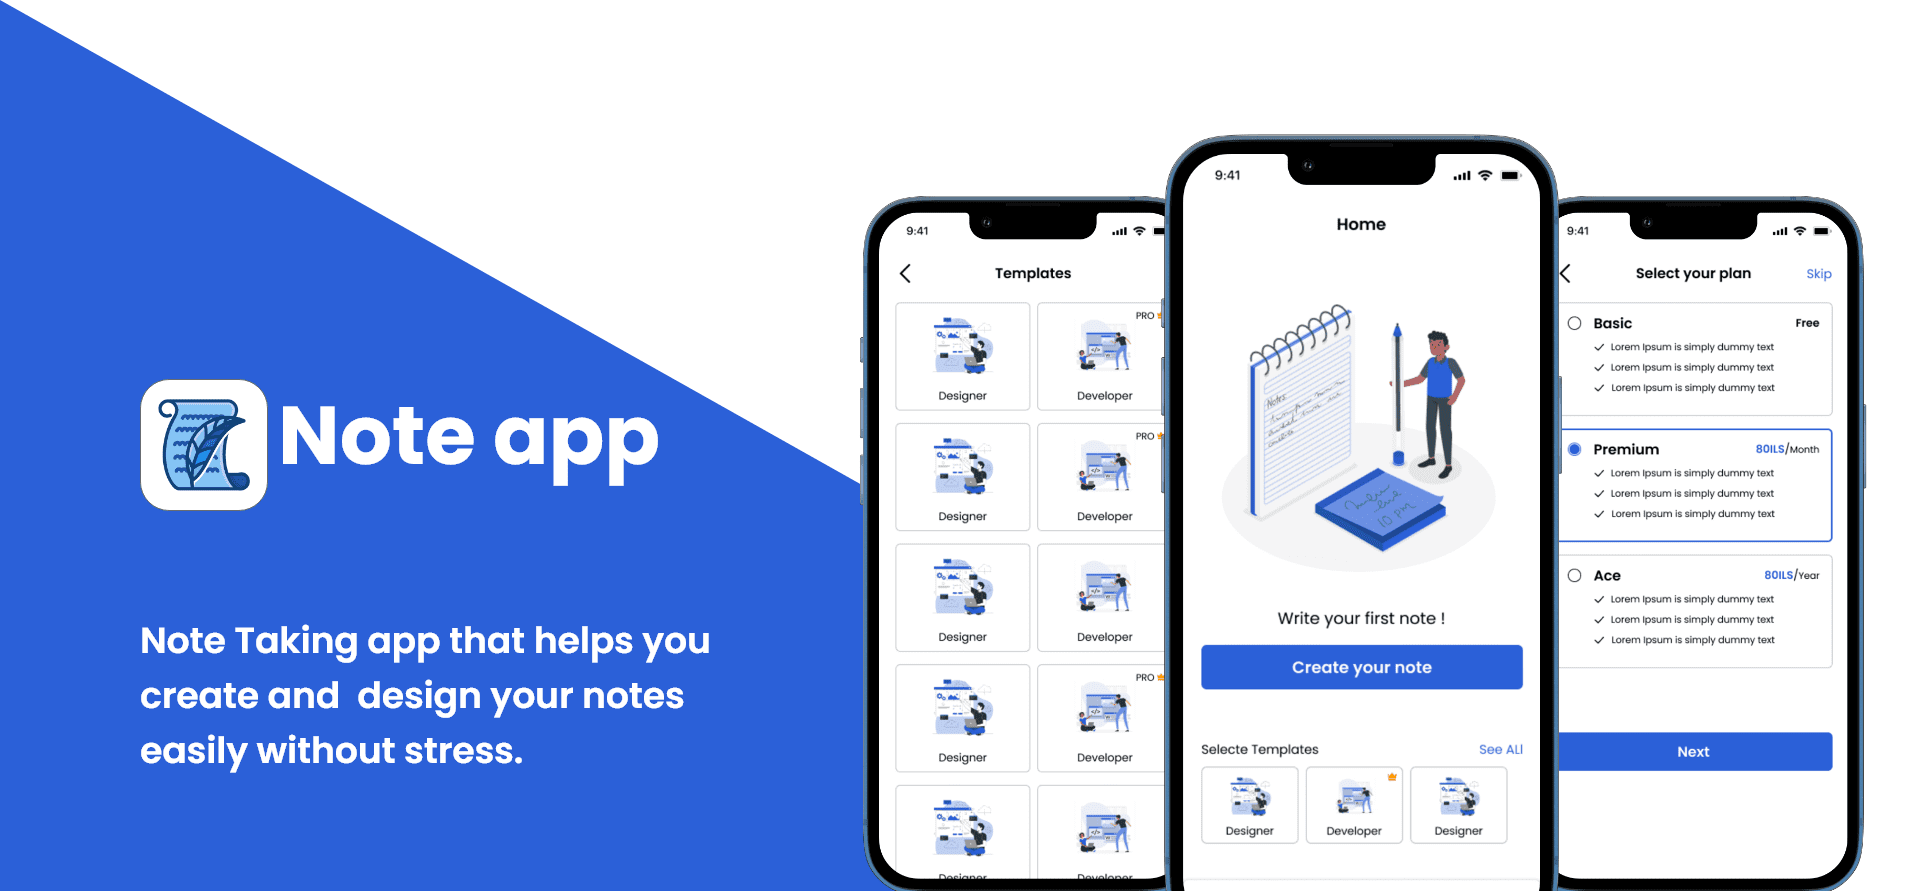 Note app
Note Taking app that helps you
create and design your notes
easily without stress.
9:41
Templates
Designer
PRO
Developer
Designer
PRO
Developer
Designer
Developer
Designer
PRO
Developer
Designer
Developer
9:41
Home
Notes
10 pm
Write your first note !
Create your note
Selecte Templates
See ALl
Designer
Developer
Designer
9:41
Select your plan
Skip
Basic
Free
Lorem Ipsum is simply dummy text
Lorem Ipsum is simply dummy text
Lorem Ipsum is simply dummy text
Premium
80ILS/Month
Lorem Ipsum is simply dummy text
Lorem Ipsum is simply dummy text
Lorem Ipsum is simply dummy text
Ace
80ILS/Year
Lorem Ipsum is simply dummy text
Lorem Ipsum is simply dummy text
Lorem Ipsum is simply dummy text
Next